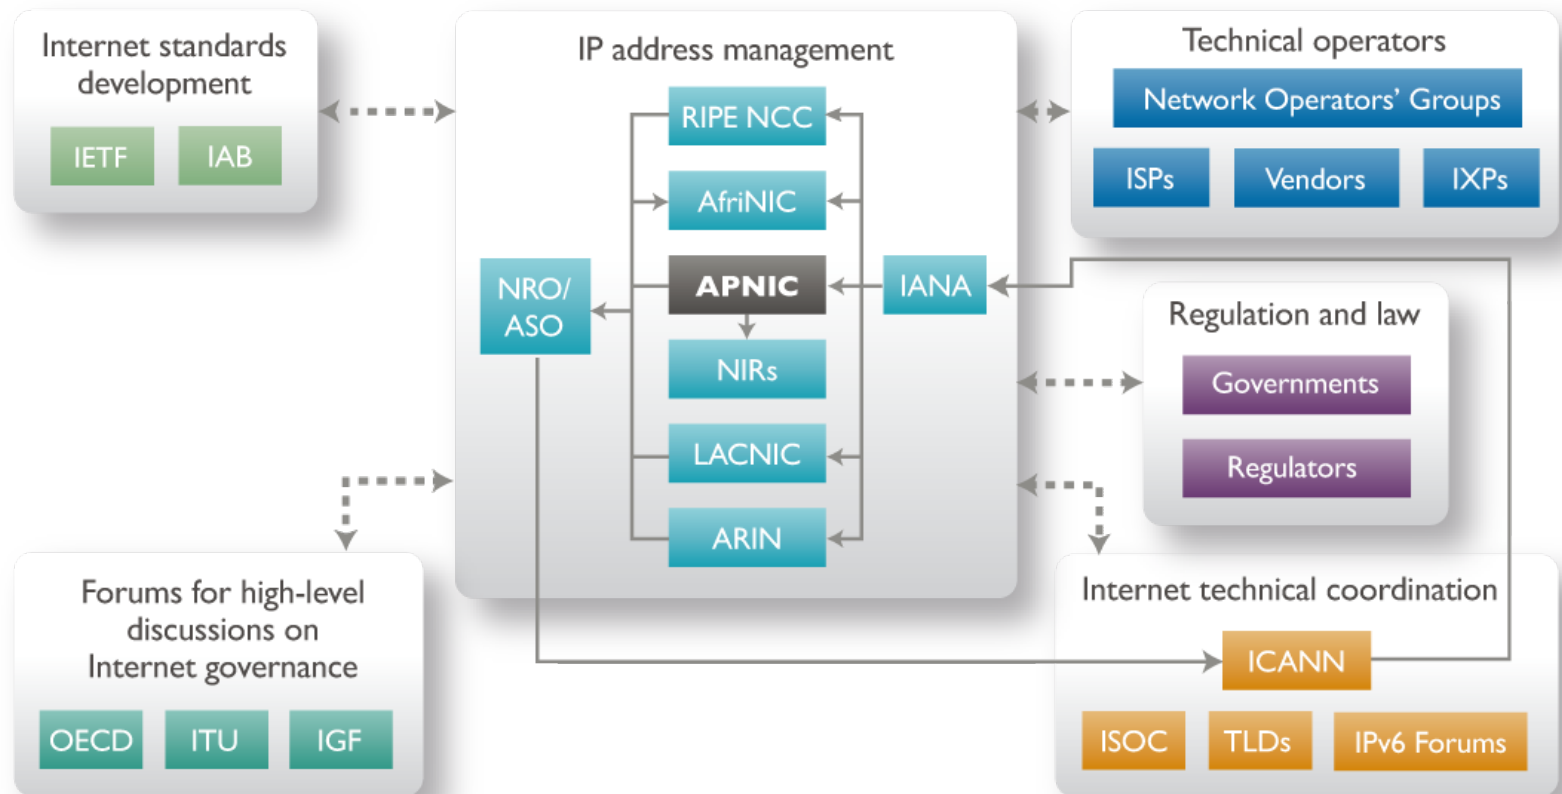 Internet standards
development
IETF
IAB
IP address management
RIPE NCC
AfriNIC
APNIC
NIRs
LACNIC
ARIN
NRO/
ASO
IANA
Technical operators
Network Operators’ Groups
ISPs
Vendors
IXPs
Regulation and law
Governments
Regulators
Forums for high-level
discussions on
Internet governance
OECD
ITU
IGF
Internet technical coordination
ICANN
ISOC
TLDs
IPv6 Forums